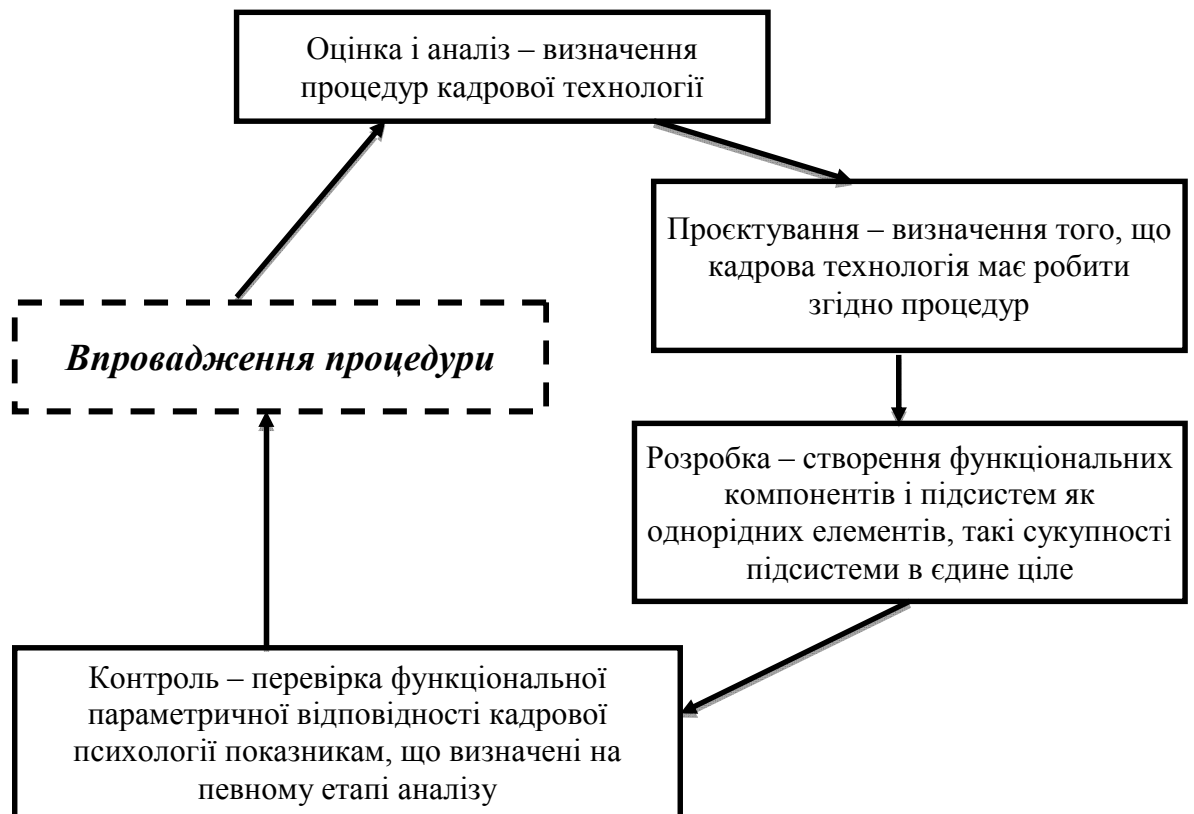 Оцінка і аналіз – визначення
процедур кадрової технології
Проєктування – визначення того, що
кадрова технологія має робити
згідно процедур
Впровадження процедури
Розробка – створення функціональних
компонентів і підсистем як
однорідних елементів, такі сукупності
підсистеми в єдине ціле
Контроль – перевірка функціональної
параметричної відповідності кадрової
психології показникам, що визначені на
певному етапі аналізу